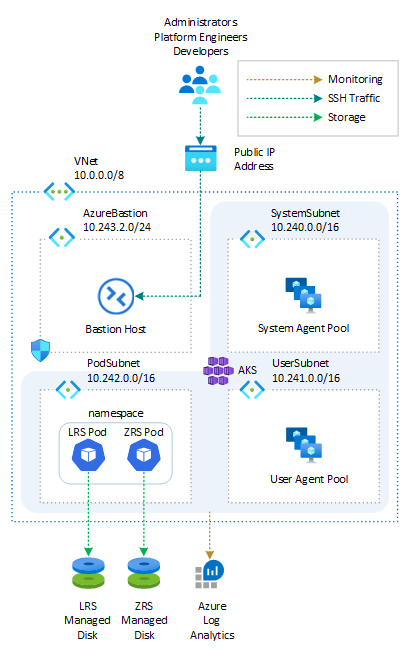 Administrators
Platform Engineers
Developers
Monitoring
SSH Traffic
Storage
Public IP
Address
VNet
10.0.0.0/8
AzureBastion
10.243.2.0/24
SystemSubnet
10.240.0.0/16
Bastion Host
System Agent Pool
PodSubnet
10.242.0.0/16
AKS
UserSubnet
10.241.0.0/16
namespace
LRS Pod
ZRS Pod
User Agent Pool
LRS
Managed
Disk
ZRS
Managed
Disk
Azure
Log
Analytics